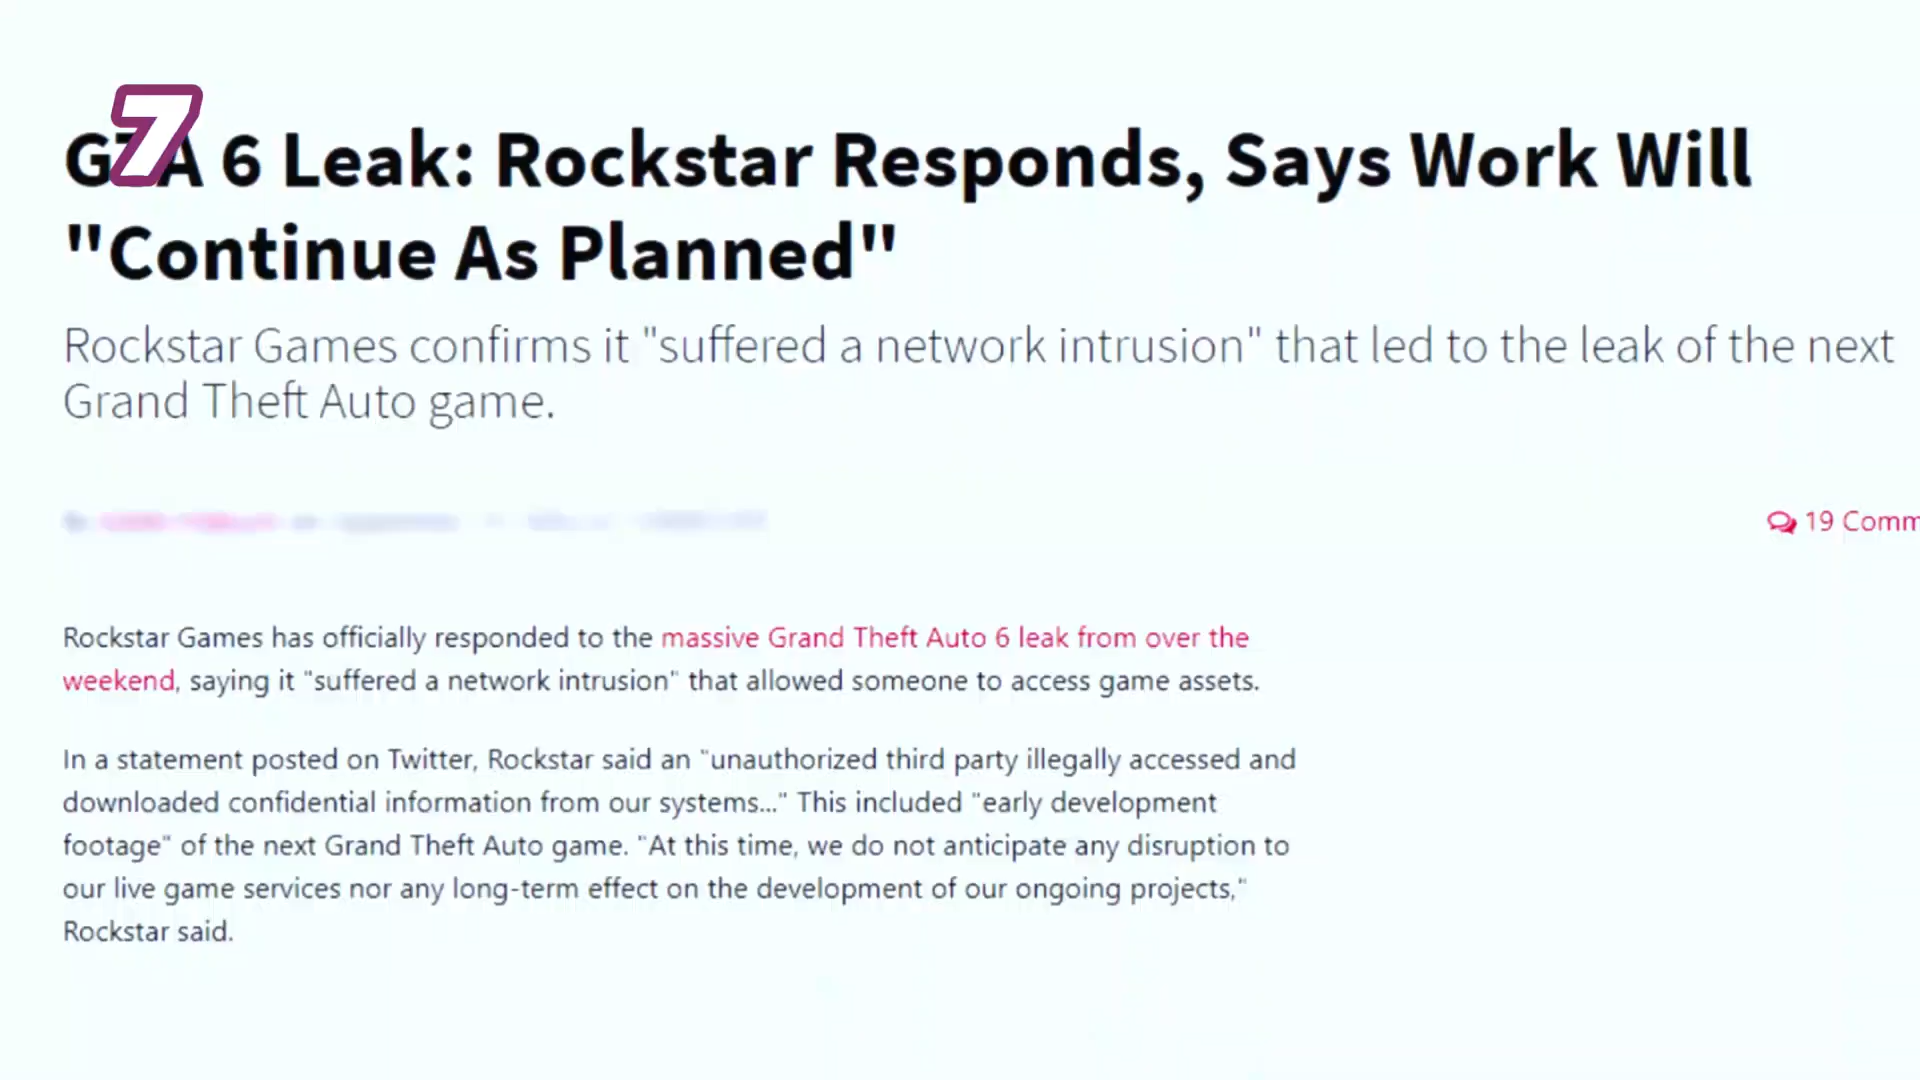 7
GTA 6 Leak: Rockstar Responds, Says Work Will
"Continue As Planned"
Rockstar Games confirms it "suffered a network intrusion" that led to the leak of the next
Grand Theft Auto game.
19 Comm
Rockstar Games has officially responded to the massive Grand Theft Auto 6 leak from over the
weekend, saying it "suffered a network intrusion" that allowed someone to access game assets.
In a statement posted on Twitter, Rockstar said an "unauthorized third party illegally accessed and
downloaded confidential information from our systems..." This included "early development
footage" of the next Grand Theft Auto game. "At this time, we do not anticipate any disruption to
our live game services nor any long-term effect on the development of our ongoing projects,"
Rockstar said.